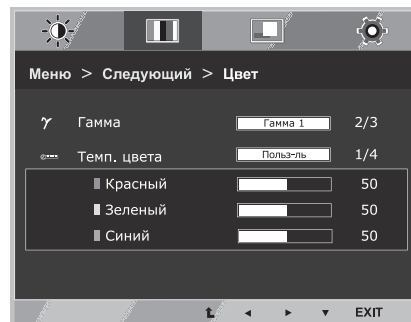 Меню > Следующий > Цвет
γ Гамма Гамма 1 2/3
Темп. цвета Польз-ль 1/4
Красный 50
Зеленый 50
Синий 50
EXIT